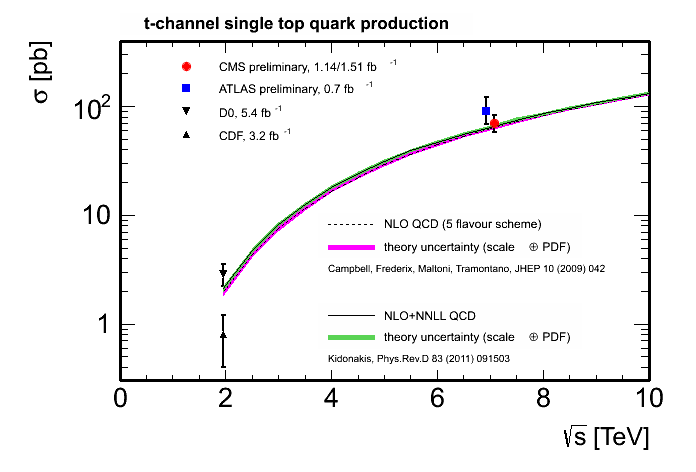 t-channel single top quark production
σ [pb]
CMS preliminary, 1.14/1.51 fb⁻¹
ATLAS preliminary, 0.7 fb⁻¹
D0, 5.4 fb⁻¹
CDF, 3.2 fb⁻¹
10²
10
1
NLO QCD (5 flavour scheme)
theory uncertainty (scale ⊕ PDF)
Campbell, Frederix, Maltoni, Tramontano, JHEP 10 (2009) 042
NLO+NNLL QCD
theory uncertainty (scale ⊕ PDF)
Kidonakis, Phys.Rev.D 83 (2011) 091503
0 2 4 6 8 10
√s [TeV]